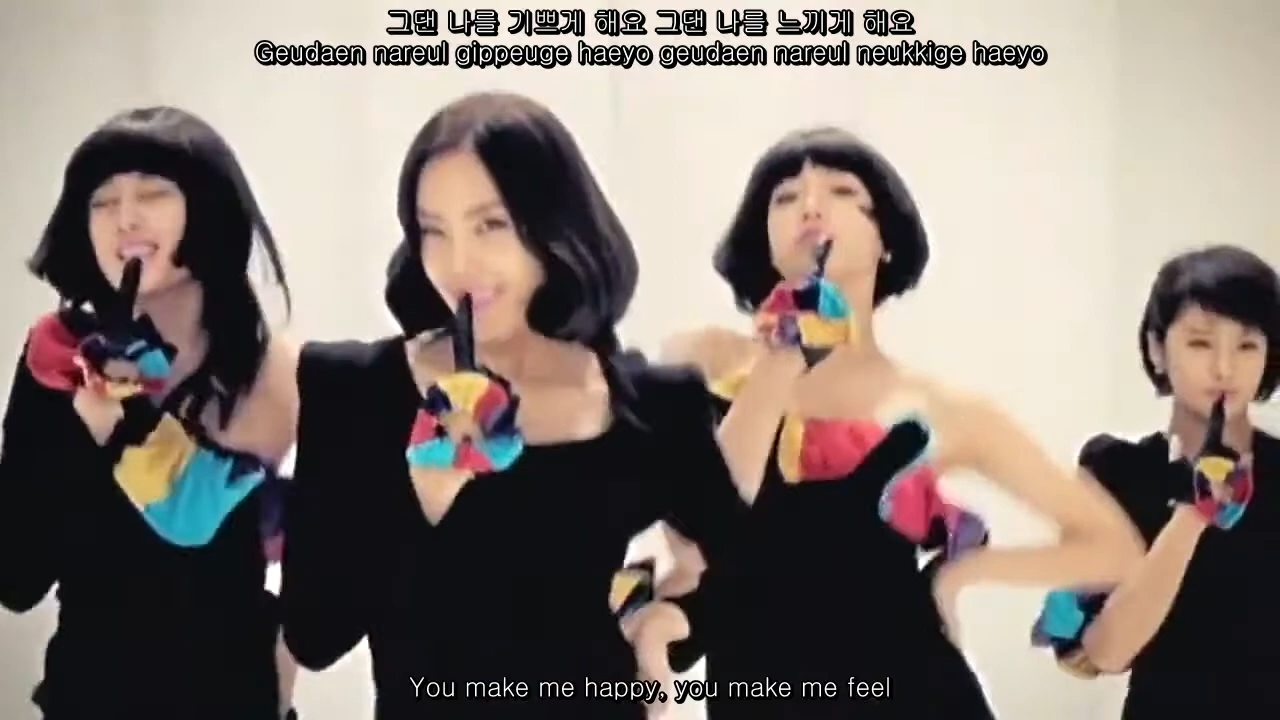 그댄 나를 기쁘게 해요 그댄 나를 느끼게 해요
Geudaen nareul gippeuge haeyo geudaen nareul neukkige haeyo
You make me happy, you make me feel